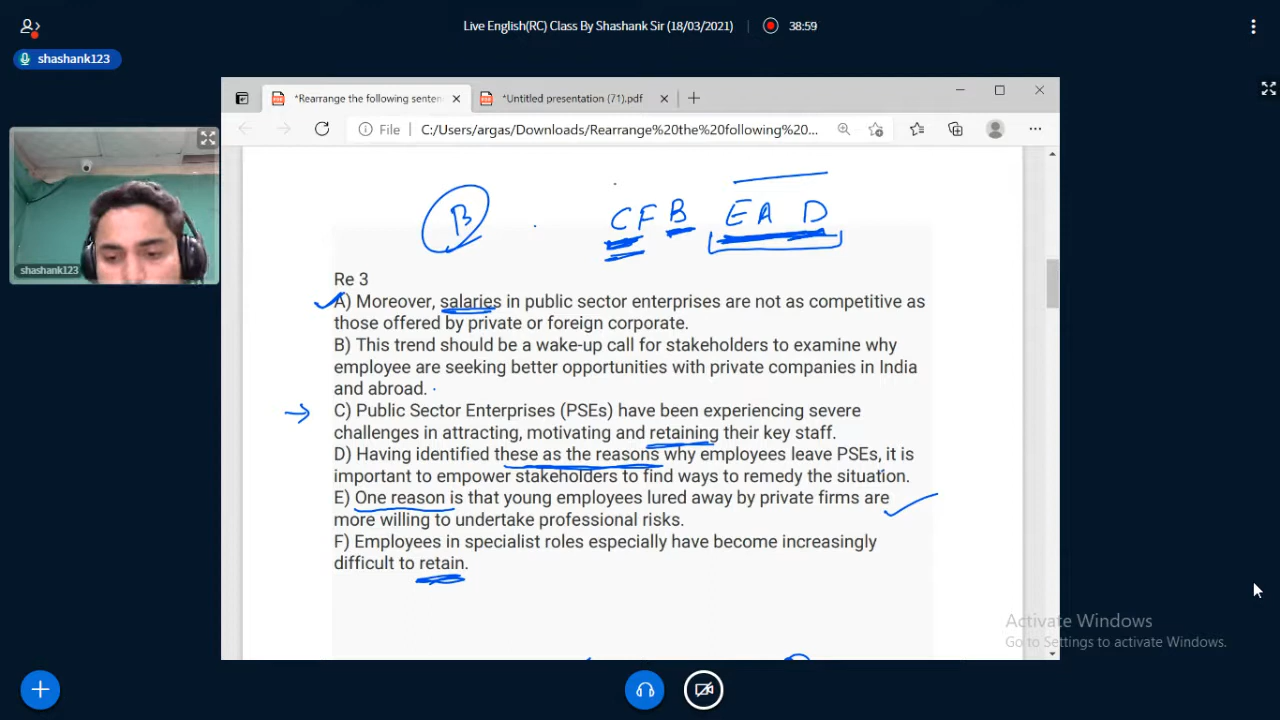 Live English(RC) Class By Shashank Sir (18/03/2021)
38:59
shashank123
*Rearrange the following senten
*Untitled presentation (71).pdf
File
C:/Users/argas/Downloads/Rearrange%20the%20following%20...
B
C F B E A D
shashank123
Re 3
A) Moreover, salaries in public sector enterprises are not as competitive as
those offered by private or foreign corporate.
B) This trend should be a wake-up call for stakeholders to examine why
employee are seeking better opportunities with private companies in India
and abroad.
C) Public Sector Enterprises (PSEs) have been experiencing severe
challenges in attracting, motivating and retaining their key staff.
D) Having identified these as the reasons why employees leave PSEs, it is
important to empower stakeholders to find ways to remedy the situation.
E) One reason is that young employees lured away by private firms are
more willing to undertake professional risks.
F) Employees in specialist roles especially have become increasingly
difficult to retain.
Activate Windows
Go to Settings to activate Windows.